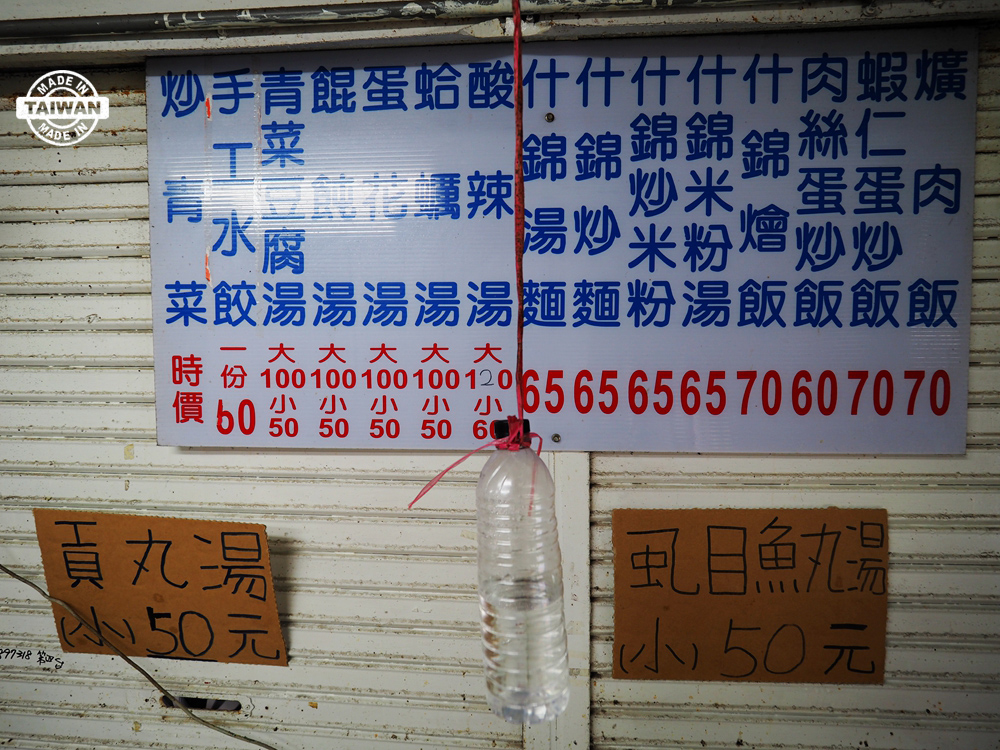 MADE IN
TAIWAN
MADE IN
爌肉飯 70
蝦仁蛋炒飯 70
肉絲蛋炒飯 60
什錦燴飯 70
什錦米粉湯 65
什錦炒米粉 65
什錦炒麵 65
什錦湯麵 65
酸辣湯 大120 小60
蛤蠣湯 大100 小50
蛋花湯 大100 小50
餛飩湯 大100 小50
青菜豆腐湯 大100 小50
手工水餃 一份60
炒青菜 時價
貢丸湯
(小)50元
虱目魚丸湯
(小)50元